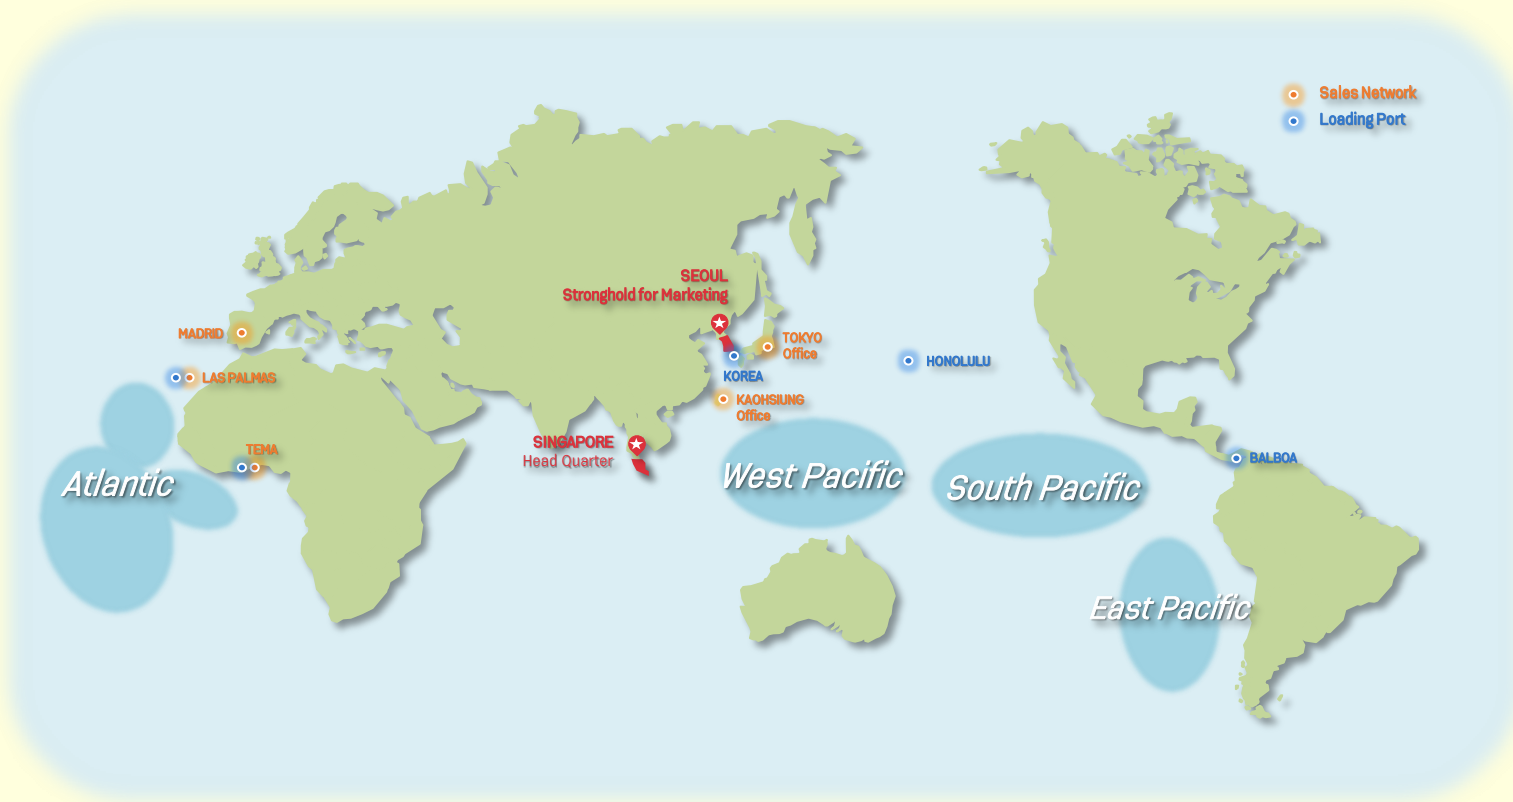 Sales Network
Loading Port
SEOUL
Stronghold for Marketing
MADRID
TOKYO
Office
HONOLULU
KOREA
LAS PALMAS
KAOHSIUNG
Office
SINGAPORE
Head Quarter
TEMA
BALBOA
Atlantic
West Pacific
South Pacific
East Pacific